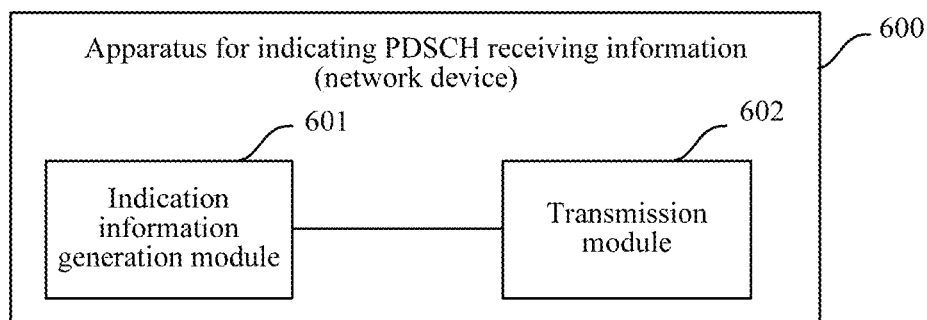 Apparatus for indicating PDSCH receiving information
(network device)
600
601
602
Indication
information
generation module
Transmission
module